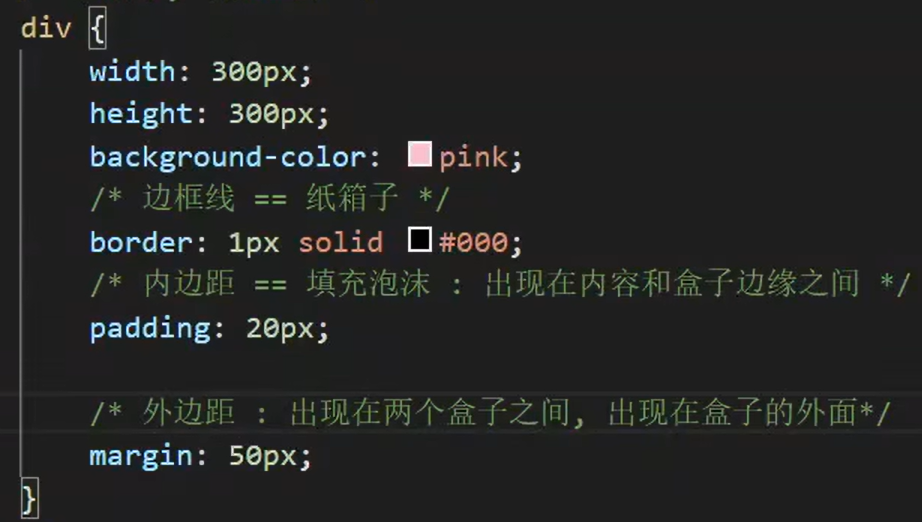 div {
width: 300px;
height: 300px;
background-color: pink;
/* 边框线 == 纸箱子 */
border: 1px solid #000;
/* 内边距 == 填充泡沫 : 出现在内容和盒子边缘之间 */
padding: 20px;
/* 外边距 : 出现在两个盒子之间, 出现在盒子的外面*/
margin: 50px;
}